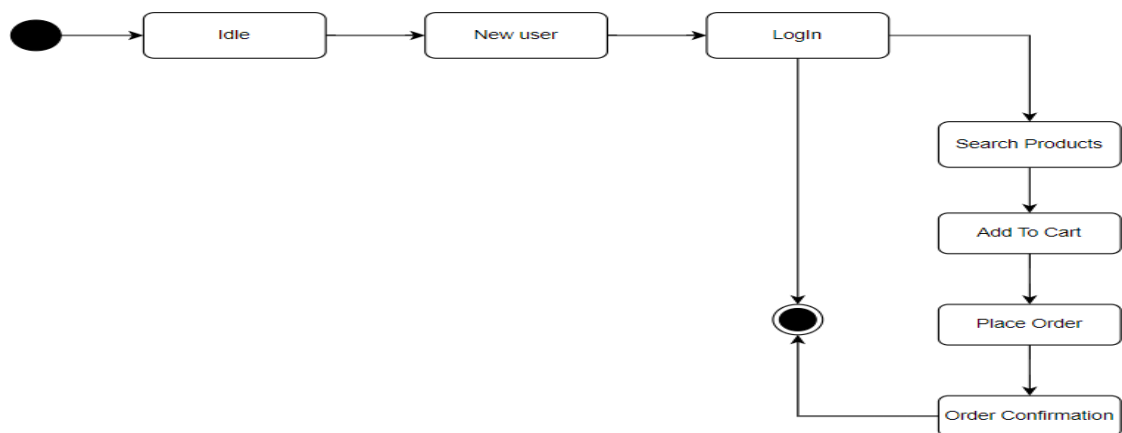 Idle
New user
LogIn
Search Products
Add To Cart
Place Order
Order Confirmation